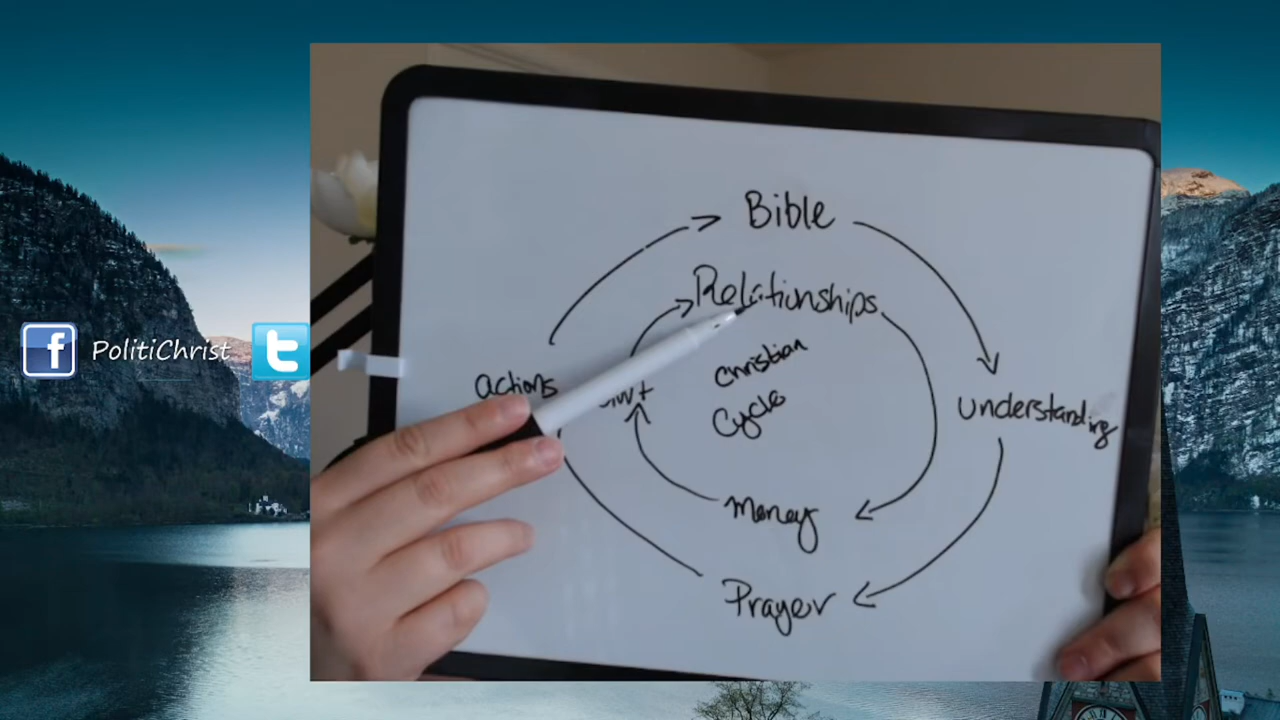 Bible
Relationships
Christian
Cycle
actions
understanding
Money
Prayer
f PolitiChrist t